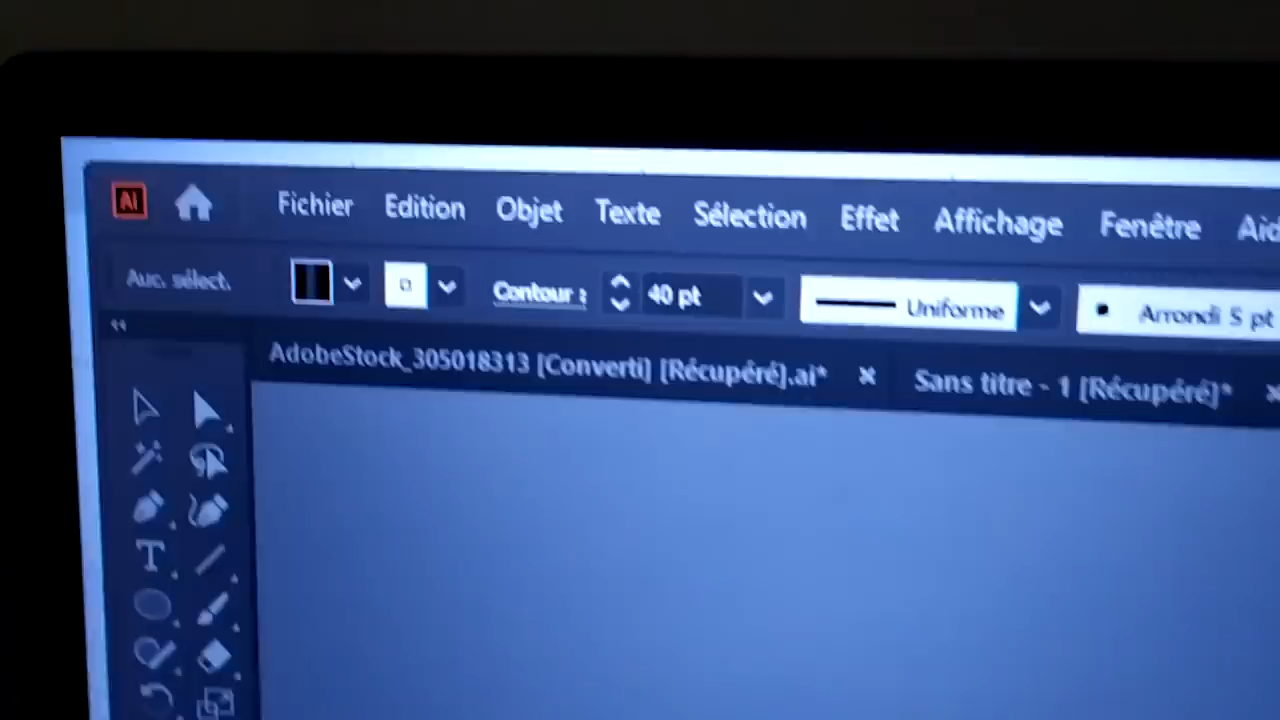 Ai Fichier Edition Objet Texte Sélection Effet Affichage Fenêtre
Auc. sélect. Contour : 40 pt Uniforme Arrondi 5 pt
AdobeStock_305018313 [Converti] [Récupéré].ai* Sans titre - 1 [Récupéré]*
T